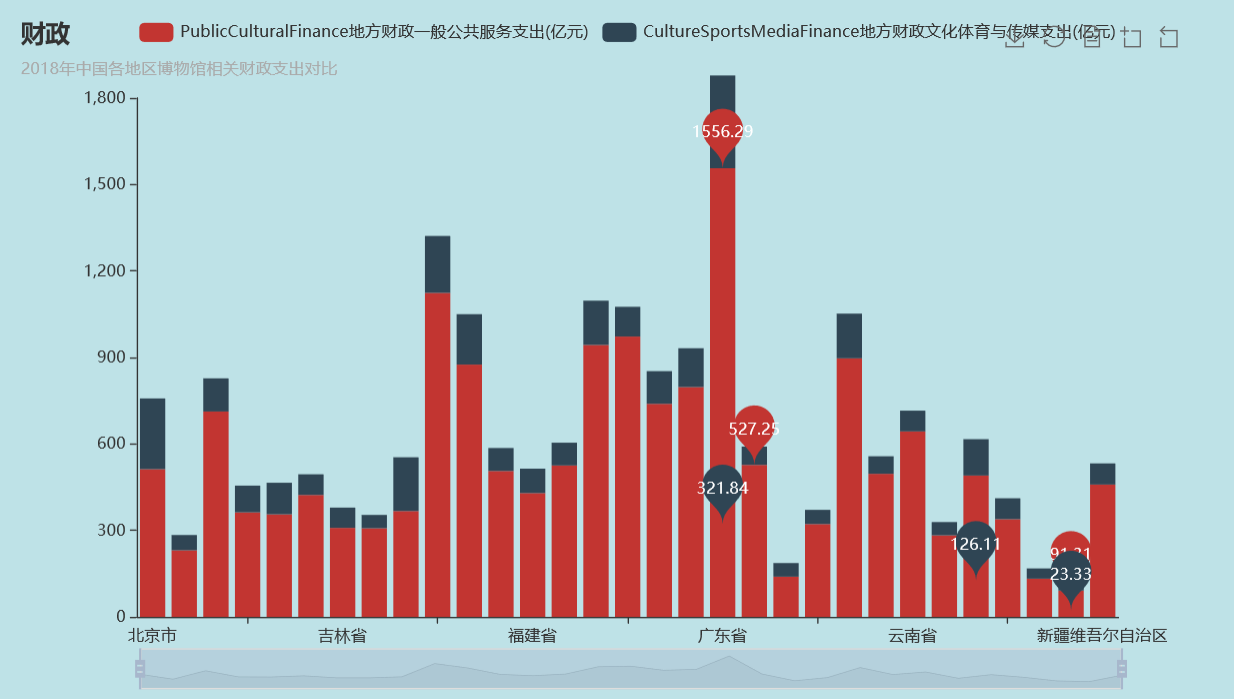 财政
PublicCulturalFinance地方财政一般公共服务支出(亿元)
CultureSportsMediaFinance地方财政文化体育与传媒支出(亿元)
2018年中国各地区博物馆相关财政支出对比
1,800
1,500
1,200
900
600
300
0
1556.29
527.25
321.84
126.11
91.31
23.33
北京市
吉林省
福建省
广东省
云南省
新疆维吾尔自治区